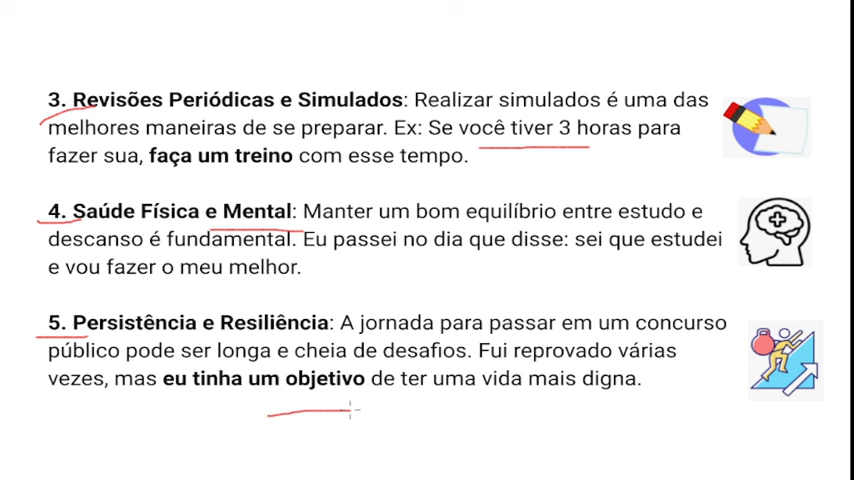 3. Revisões Periódicas e Simulados: Realizar simulados é uma das
melhores maneiras de se preparar. Ex: Se você tiver 3 horas para
fazer sua, faça um treino com esse tempo.
4. Saúde Física e Mental: Manter um bom equilíbrio entre estudo e
descanso é fundamental. Eu passei no dia que disse: sei que estudei
e vou fazer o meu melhor.
5. Persistência e Resiliência: A jornada para passar em um concurso
público pode ser longa e cheia de desafios. Fui reprovado várias
vezes, mas eu tinha um objetivo de ter uma vida mais digna.